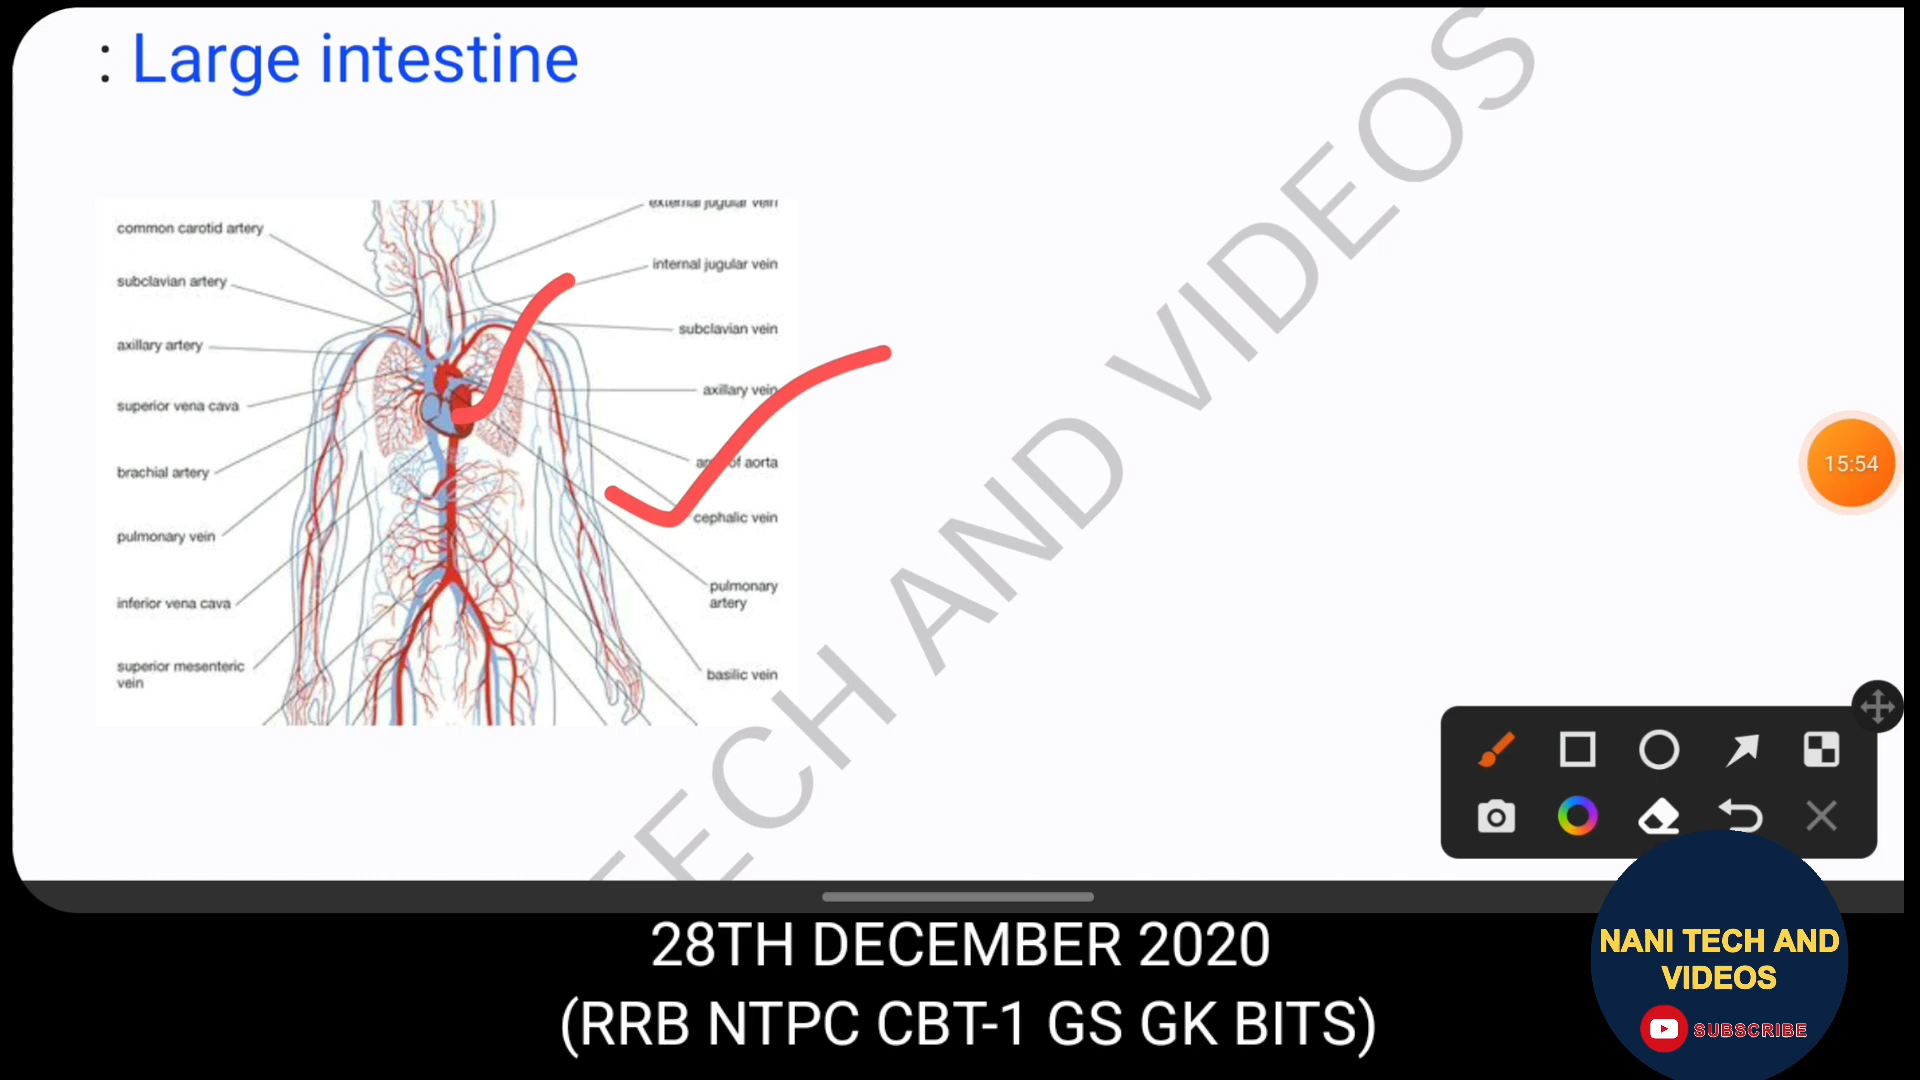 : Large intestine
common carotid artery
subclavian artery
axillary artery
superior vena cava
brachial artery
pulmonary vein
inferior vena cava
superior mesenteric
vein
external jugular vein
internal jugular vein
subclavian vein
axillary vein
of aorta
cephalic vein
pulmonary
artery
basilic vein
TECH AND VIDEOS
15:54
28TH DECEMBER 2020
(RRB NTPC CBT-1 GS GK BITS)
NANI TECH AND
VIDEOS
SUBSCRIBE